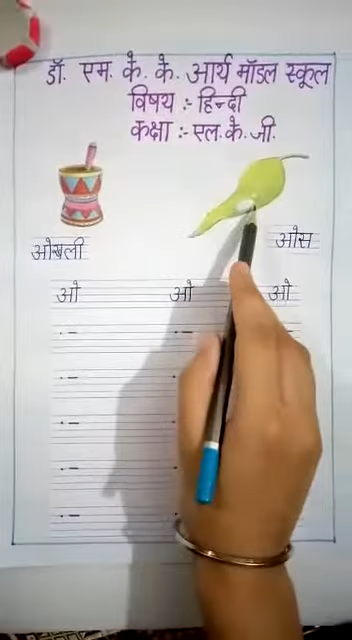 डॉ. एम. के. के. आर्य मॉडल स्कूल
विषय :- हिन्दी
कक्षा :- एल. के. जी.
ओखली
ओस
ओ ओ ओ